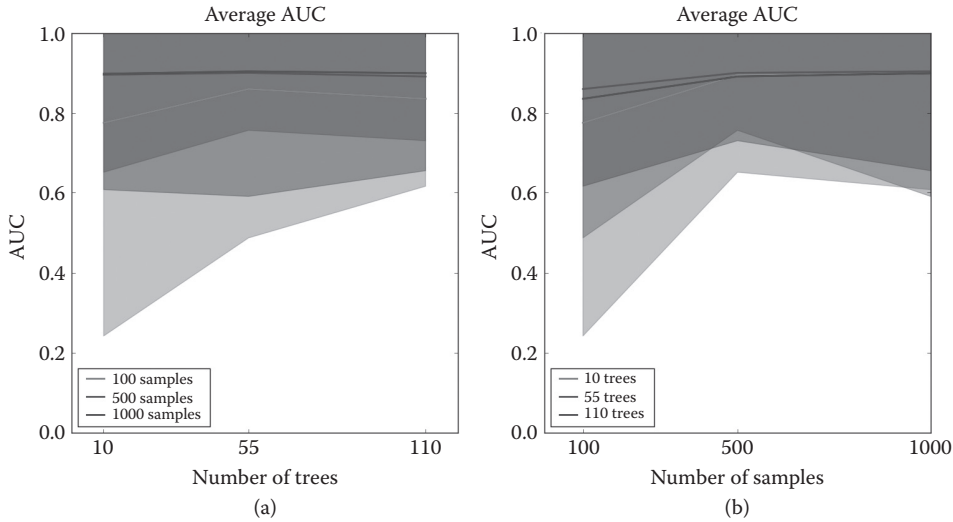 Average AUC
1.0
0.8
0.6
0.4
0.2
0.0
AUC
100 samples
500 samples
1000 samples
10
55
110
Number of trees
(a)
Average AUC
1.0
0.8
0.6
0.4
0.2
0.0
AUC
10 trees
55 trees
110 trees
100
500
1000
Number of samples
(b)